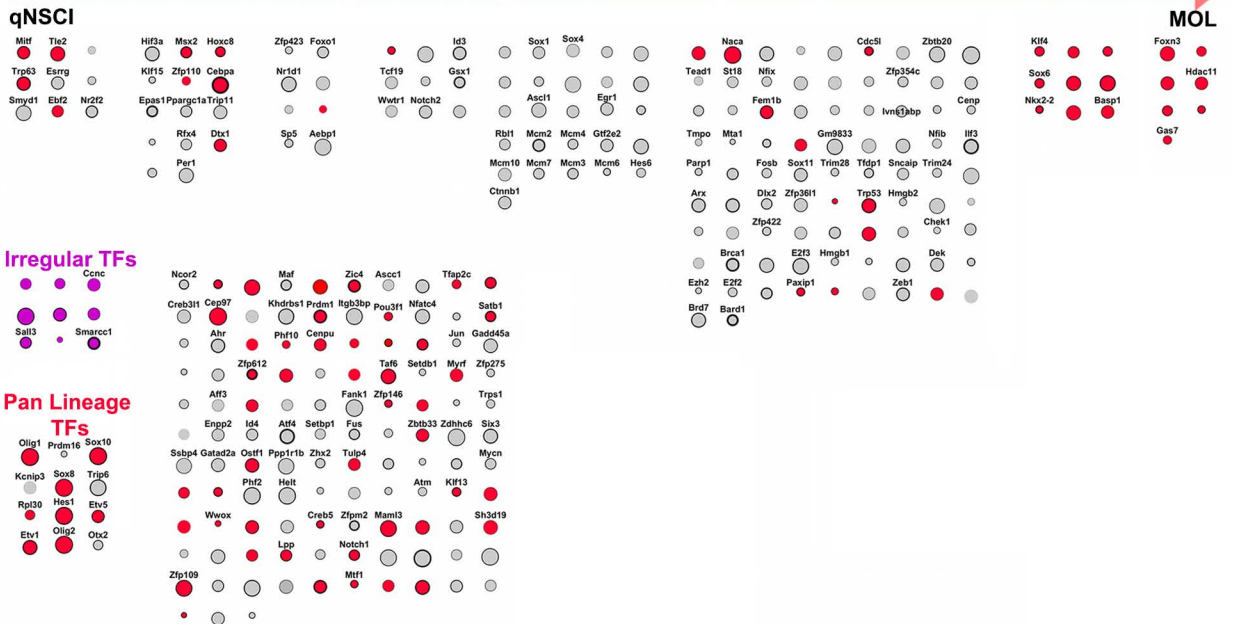 qNSCI MOL
Mitf Tle2 Hif3a Msx2 Hoxc8 Zfp423 Foxo1 Id3 Sox1 Sox4 Naca Cdc5l Zbtb20 Klf4 Foxn3
Trp63 Esrrg Klf15 Zfp110 Cebpa Nr1d1 Tcf19 Gsx1 Tead1 St18 Nfix Zfp354c Sox6 Hdac11
Smyd1 Ebf2 Nr2f2 Epas1 Ppargc1a Trip11 Wwtr1 Notch2 Ascl1 Egr1 Fem1b Ivns1abp Cenp Nkx2-2 Basp1
Rfx4 Dtx1 Sp5 Aebp1 Rbl1 Mcm2 Mcm4 Gtf2e2 Tmpo Mta1 Gm9833 Nfib Ilf3 Gas7
Per1 Mcm10 Mcm7 Mcm3 Mcm6 Hes6 Parp1 Fosb Sox11 Trim28 Tfdp1 Sncaip Trim24
Ctnnb1 Arx Dlx2 Zfp36l1 Trp53 Hmgb2
Zfp422 Chek1
Brca1 E2f3 Hmgb1 Dek
Ezh2 E2f2 Paxip1 Zeb1
Brd7 Bard1
Irregular TFs
Ccnc
Sall3 Smarcc1
Pan Lineage
TFs
Olig1 Prdm16 Sox10
Kcnip3 Sox8 Trip6
Rpl30 Hes1 Etv5
Etv1 Olig2 Otx2
Ncor2 Maf Zic4 Ascc1 Tfap2c
Creb3l1 Cep97 Khdrbs1 Prdm1 Itgb3bp Pou3f1 Nfatc4 Satb1
Ahr Phf10 Cenpu Jun Gadd45a
Zfp612 Taf6 Setdb1 Myrf Zfp275
Aff3 Fank1 Zfp146 Trps1
Enpp2 Id4 Atf4 Setbp1 Fus Zbtb33 Zdhhc6 Six3
Ssbp4 Gatad2a Ostf1 Ppp1r1b Zhx2 Tulp4 Mycn
Phf2 Helt Atm Klf13
Wwox Creb5 Zfpm2 Maml3 Sh3d19
Lpp Notch1
Zfp109 Mtf1